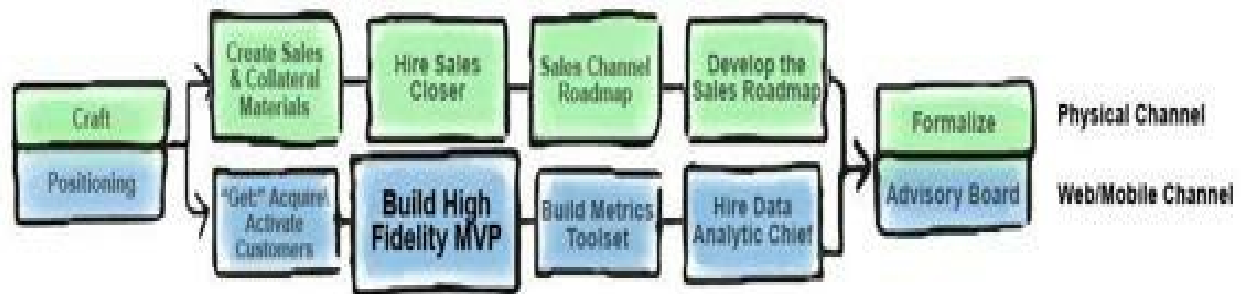 Craft
Positioning
Create Sales
& Collateral
Materials
Hire Sales
Closer
Sales Channel
Roadmap
Develop the
Sales Roadmap
"Get:" Acquire\
Activate
Customers
Build High
Fidelity MVP
Build Metrics
Toolset
Hire Data
Analytic Chief
Formalize
Advisory Board
Physical Channel
Web/Mobile Channel